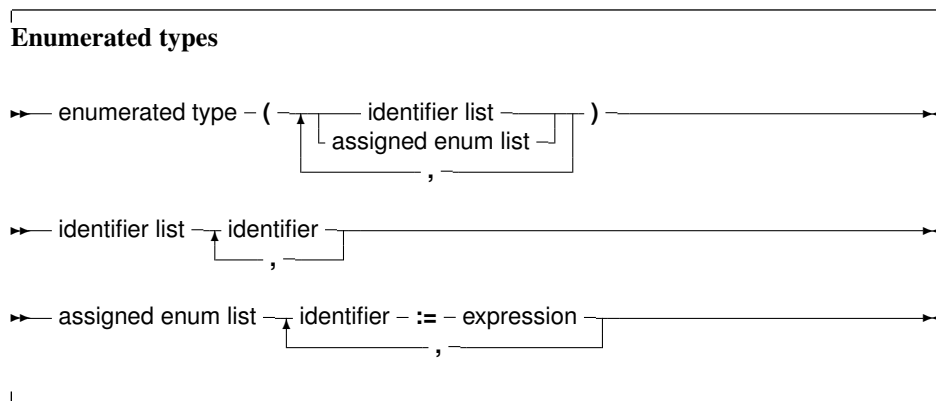 Enumerated types
enumerated type ( identifier list )
assigned enum list
,
identifier list identifier
,
assigned enum list identifier := expression
,